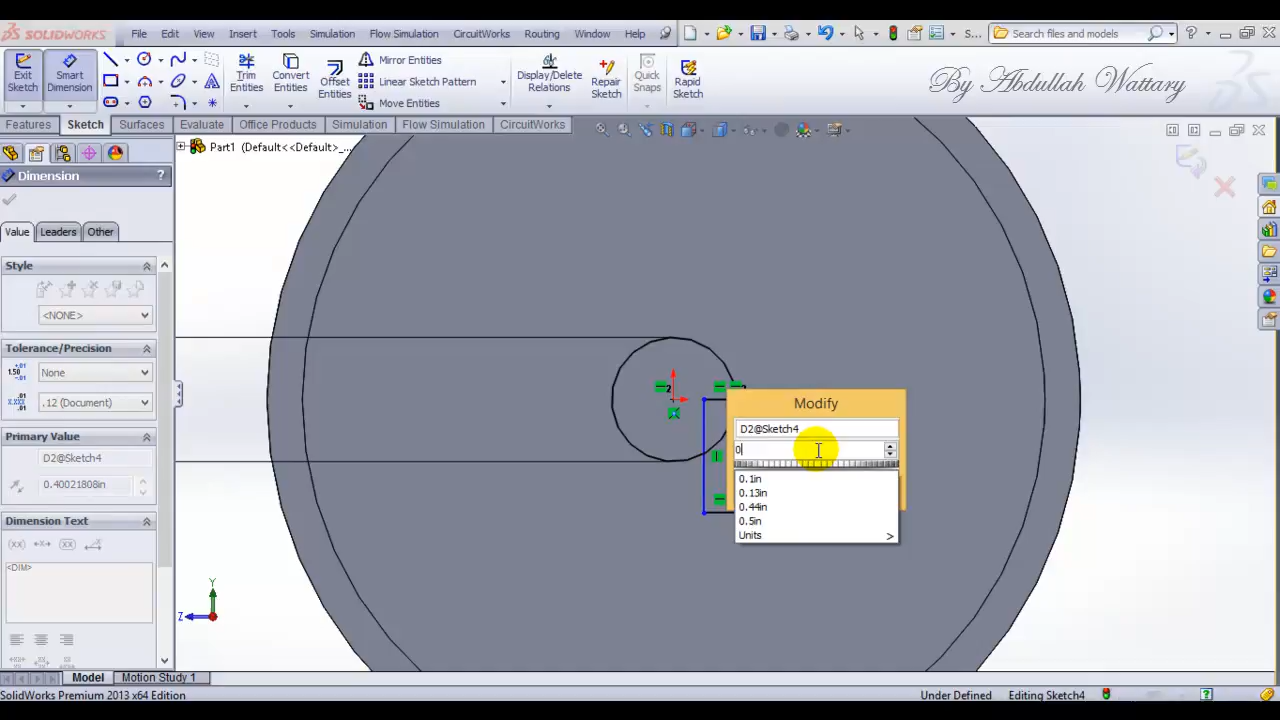 SOLIDWORKS
File Edit View Insert Tools Simulation Flow Simulation CircuitWorks Routing Window Help
s...
Search files and models
Exit Sketch
Smart Dimension
Trim Entities
Convert Entities
Offset Entities
Mirror Entities
Linear Sketch Pattern
Move Entities
Display/Delete Relations
Repair Sketch
Quick Snaps
Rapid Sketch
By Abdullah Wattary
Features Sketch Surfaces Evaluate Office Products Simulation Flow Simulation CircuitWorks
Part1 (Default<<Default>_...
Dimension ?
Value Leaders Other
Style
<NONE>
Tolerance/Precision
None
.12 (Document)
Primary Value
D2@Sketch4
0.40021808in
Dimension Text
<DIM>
Modify
D2@Sketch4
0
0.1in
0.13in
0.44in
0.5in
Units >
2
Y
Z
Model Motion Study 1
SolidWorks Premium 2013 x64 Edition
Under Defined Editing Sketch4